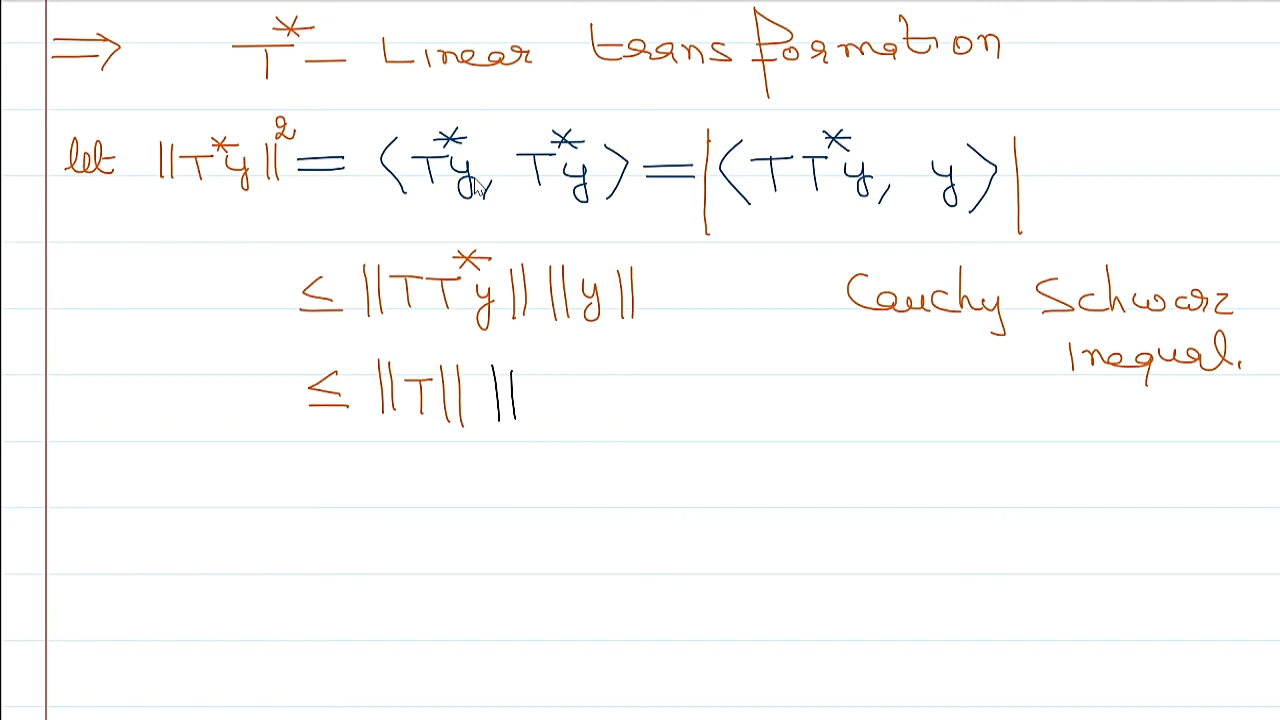 ⇒ T* – Linear transformation
let ||T*y||² = ⟨T*y, T*y⟩ = |⟨TT*y, y⟩|
≤ ||TT*y|| ||y|| Cauchy Schwarz
Inequal.
≤ ||T|| ||